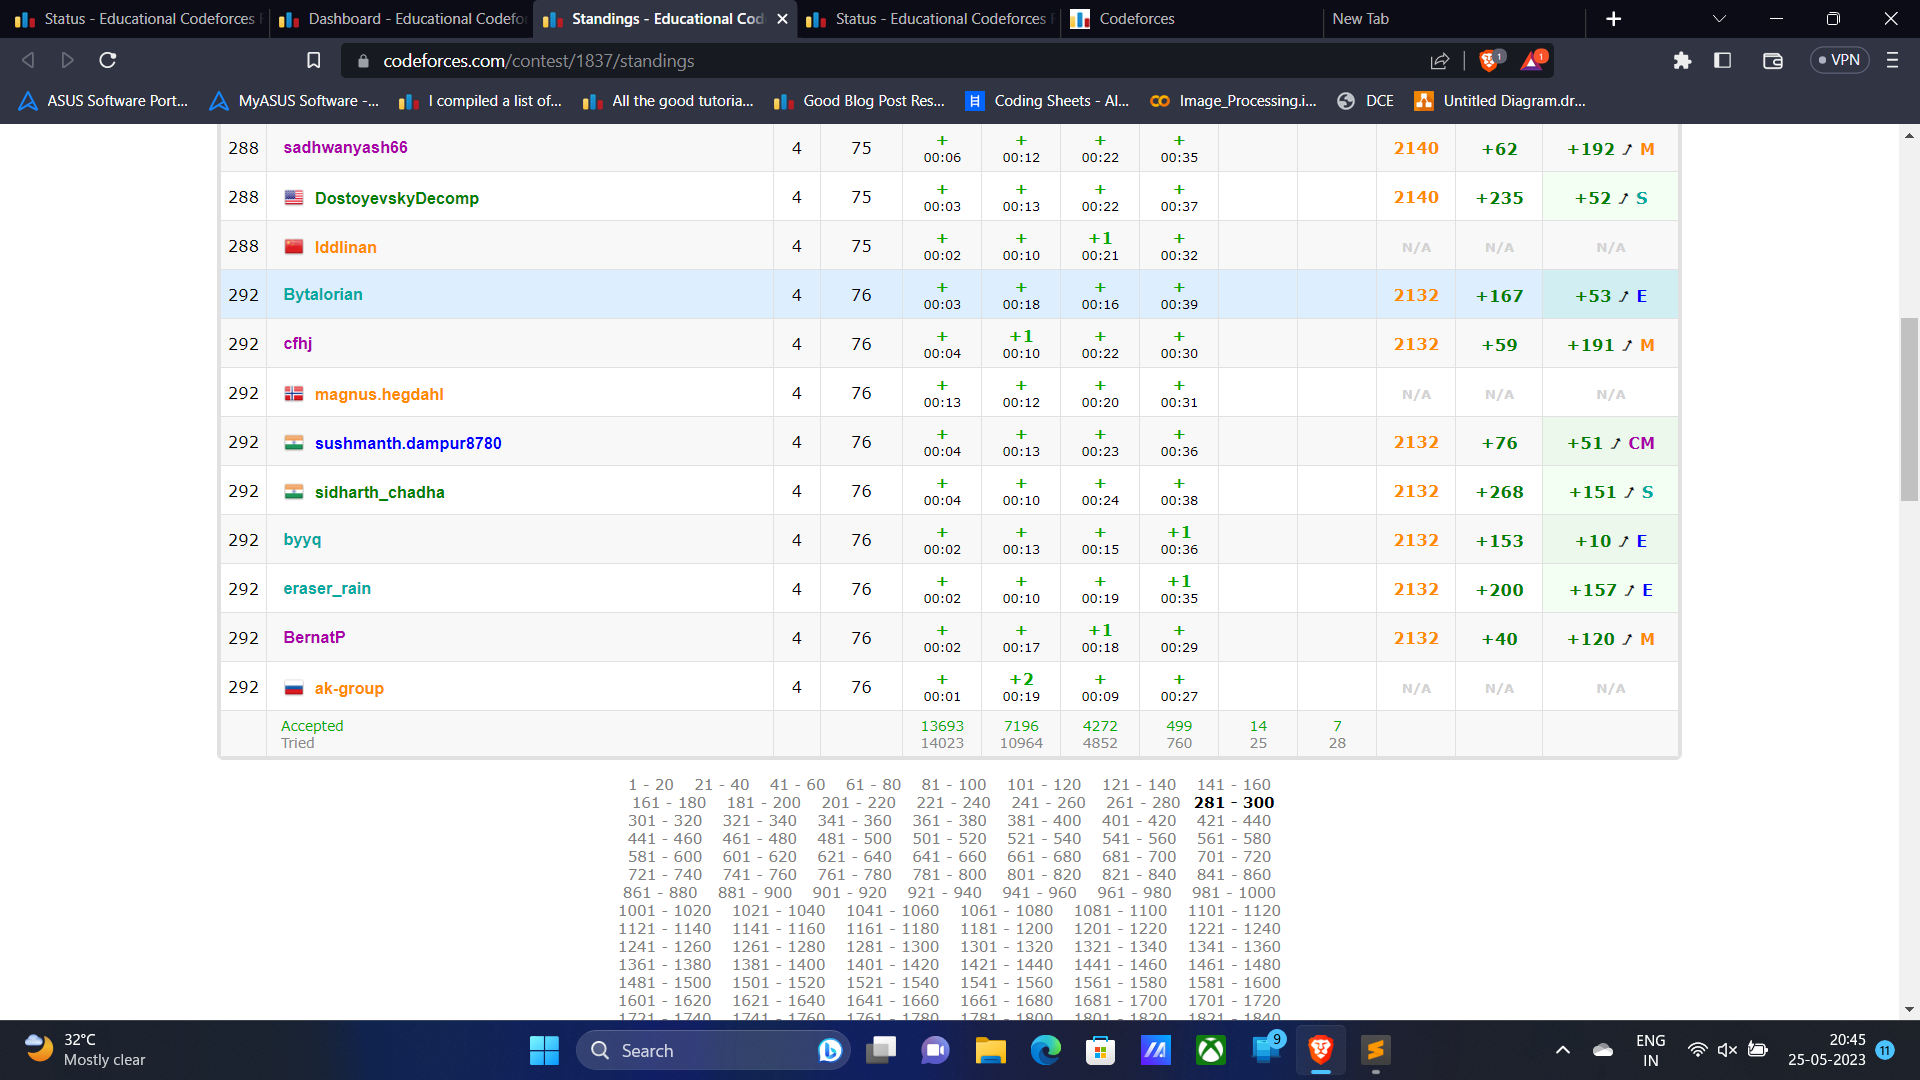 Status - Educational Codeforces
Dashboard - Educational Codefo
Standings - Educational Cod
Status - Educational Codeforces
Codeforces
New Tab
codeforces.com/contest/1837/standings
1
1
VPN
ASUS Software Port...
MyASUS Software -...
I compiled a list of...
All the good tutoria...
Good Blog Post Res...
Coding Sheets - Al...
Image_Processing.i...
DCE
Untitled Diagram.dr...
288 sadhwanyash66 4 75 + + + + 2140 +62 +192 M
00:06 00:12 00:22 00:35
288 DostoyevskyDecomp 4 75 + + + + 2140 +235 +52 S
00:03 00:13 00:22 00:37
288 lddlinan 4 75 + + +1 + N/A N/A N/A
00:02 00:10 00:21 00:32
292 Bytalorian 4 76 + + + + 2132 +167 +53 E
00:03 00:18 00:16 00:39
292 cfhj 4 76 + +1 + + 2132 +59 +191 M
00:04 00:10 00:22 00:30
292 magnus.hegdahl 4 76 + + + + N/A N/A N/A
00:13 00:12 00:20 00:31
292 sushmanth.dampur8780 4 76 + + + + 2132 +76 +51 CM
00:04 00:13 00:23 00:36
292 sidharth_chadha 4 76 + + + + 2132 +268 +151 S
00:04 00:10 00:24 00:38
292 byyq 4 76 + + + +1 2132 +153 +10 E
00:02 00:13 00:15 00:36
292 eraser_rain 4 76 + + + +1 2132 +200 +157 E
00:02 00:10 00:19 00:35
292 BernatP 4 76 + + +1 + 2132 +40 +120 M
00:02 00:17 00:18 00:29
292 ak-group 4 76 + +2 + + N/A N/A N/A
00:01 00:19 00:09 00:27
Accepted 13693 7196 4272 499 14 7
Tried 14023 10964 4852 760 25 28
1 - 20 21 - 40 41 - 60 61 - 80 81 - 100 101 - 120 121 - 140 141 - 160
161 - 180 181 - 200 201 - 220 221 - 240 241 - 260 261 - 280 281 - 300
301 - 320 321 - 340 341 - 360 361 - 380 381 - 400 401 - 420 421 - 440
441 - 460 461 - 480 481 - 500 501 - 520 521 - 540 541 - 560 561 - 580
581 - 600 601 - 620 621 - 640 641 - 660 661 - 680 681 - 700 701 - 720
721 - 740 741 - 760 761 - 780 781 - 800 801 - 820 821 - 840 841 - 860
861 - 880 881 - 900 901 - 920 921 - 940 941 - 960 961 - 980 981 - 1000
1001 - 1020 1021 - 1040 1041 - 1060 1061 - 1080 1081 - 1100 1101 - 1120
1121 - 1140 1141 - 1160 1161 - 1180 1181 - 1200 1201 - 1220 1221 - 1240
1241 - 1260 1261 - 1280 1281 - 1300 1301 - 1320 1321 - 1340 1341 - 1360
1361 - 1380 1381 - 1400 1401 - 1420 1421 - 1440 1441 - 1460 1461 - 1480
1481 - 1500 1501 - 1520 1521 - 1540 1541 - 1560 1561 - 1580 1581 - 1600
1601 - 1620 1621 - 1640 1641 - 1660 1661 - 1680 1681 - 1700 1701 - 1720
1721 - 1740 1741 - 1760 1761 - 1780 1781 - 1800 1801 - 1820 1821 - 1840
32°C
Mostly clear
Search
9
ENG
IN
20:45
25-05-2023
11